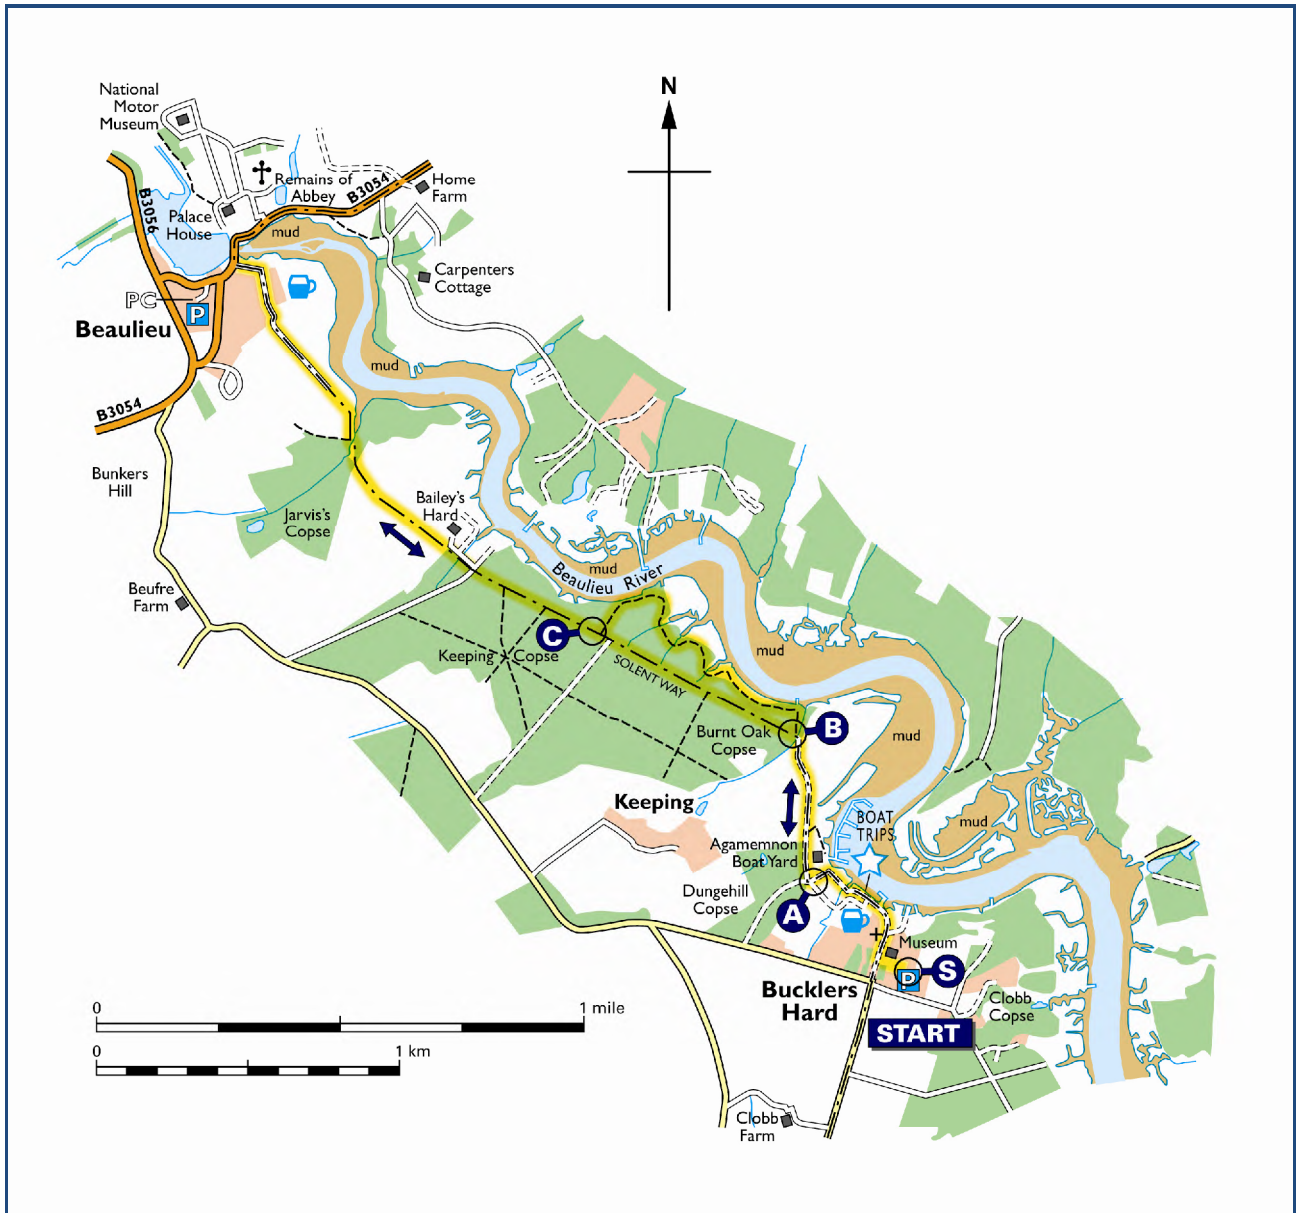 National
Motor
Museum
N
Remains of
Abbey
B3054
Home
Farm
B3056
Palace
House
mud
Carpenters
Cottage
PC
P
Beaulieu
mud
B3054
Bunkers
Hill
Bailey's
Hard
Jarvis's
Copse
mud
Beaulieu River
Beufre
Farm
C
Keeping Copse
SOLENT WAY
mud
Burnt Oak
Copse
B
mud
Keeping
BOAT
TRIPS
mud
Agamemnon
Boat Yard
Dungehill
Copse
A
Museum
S
P
Bucklers
Hard
Clobb
Copse
START
0
1 mile
0
1 km
Clobb
Farm